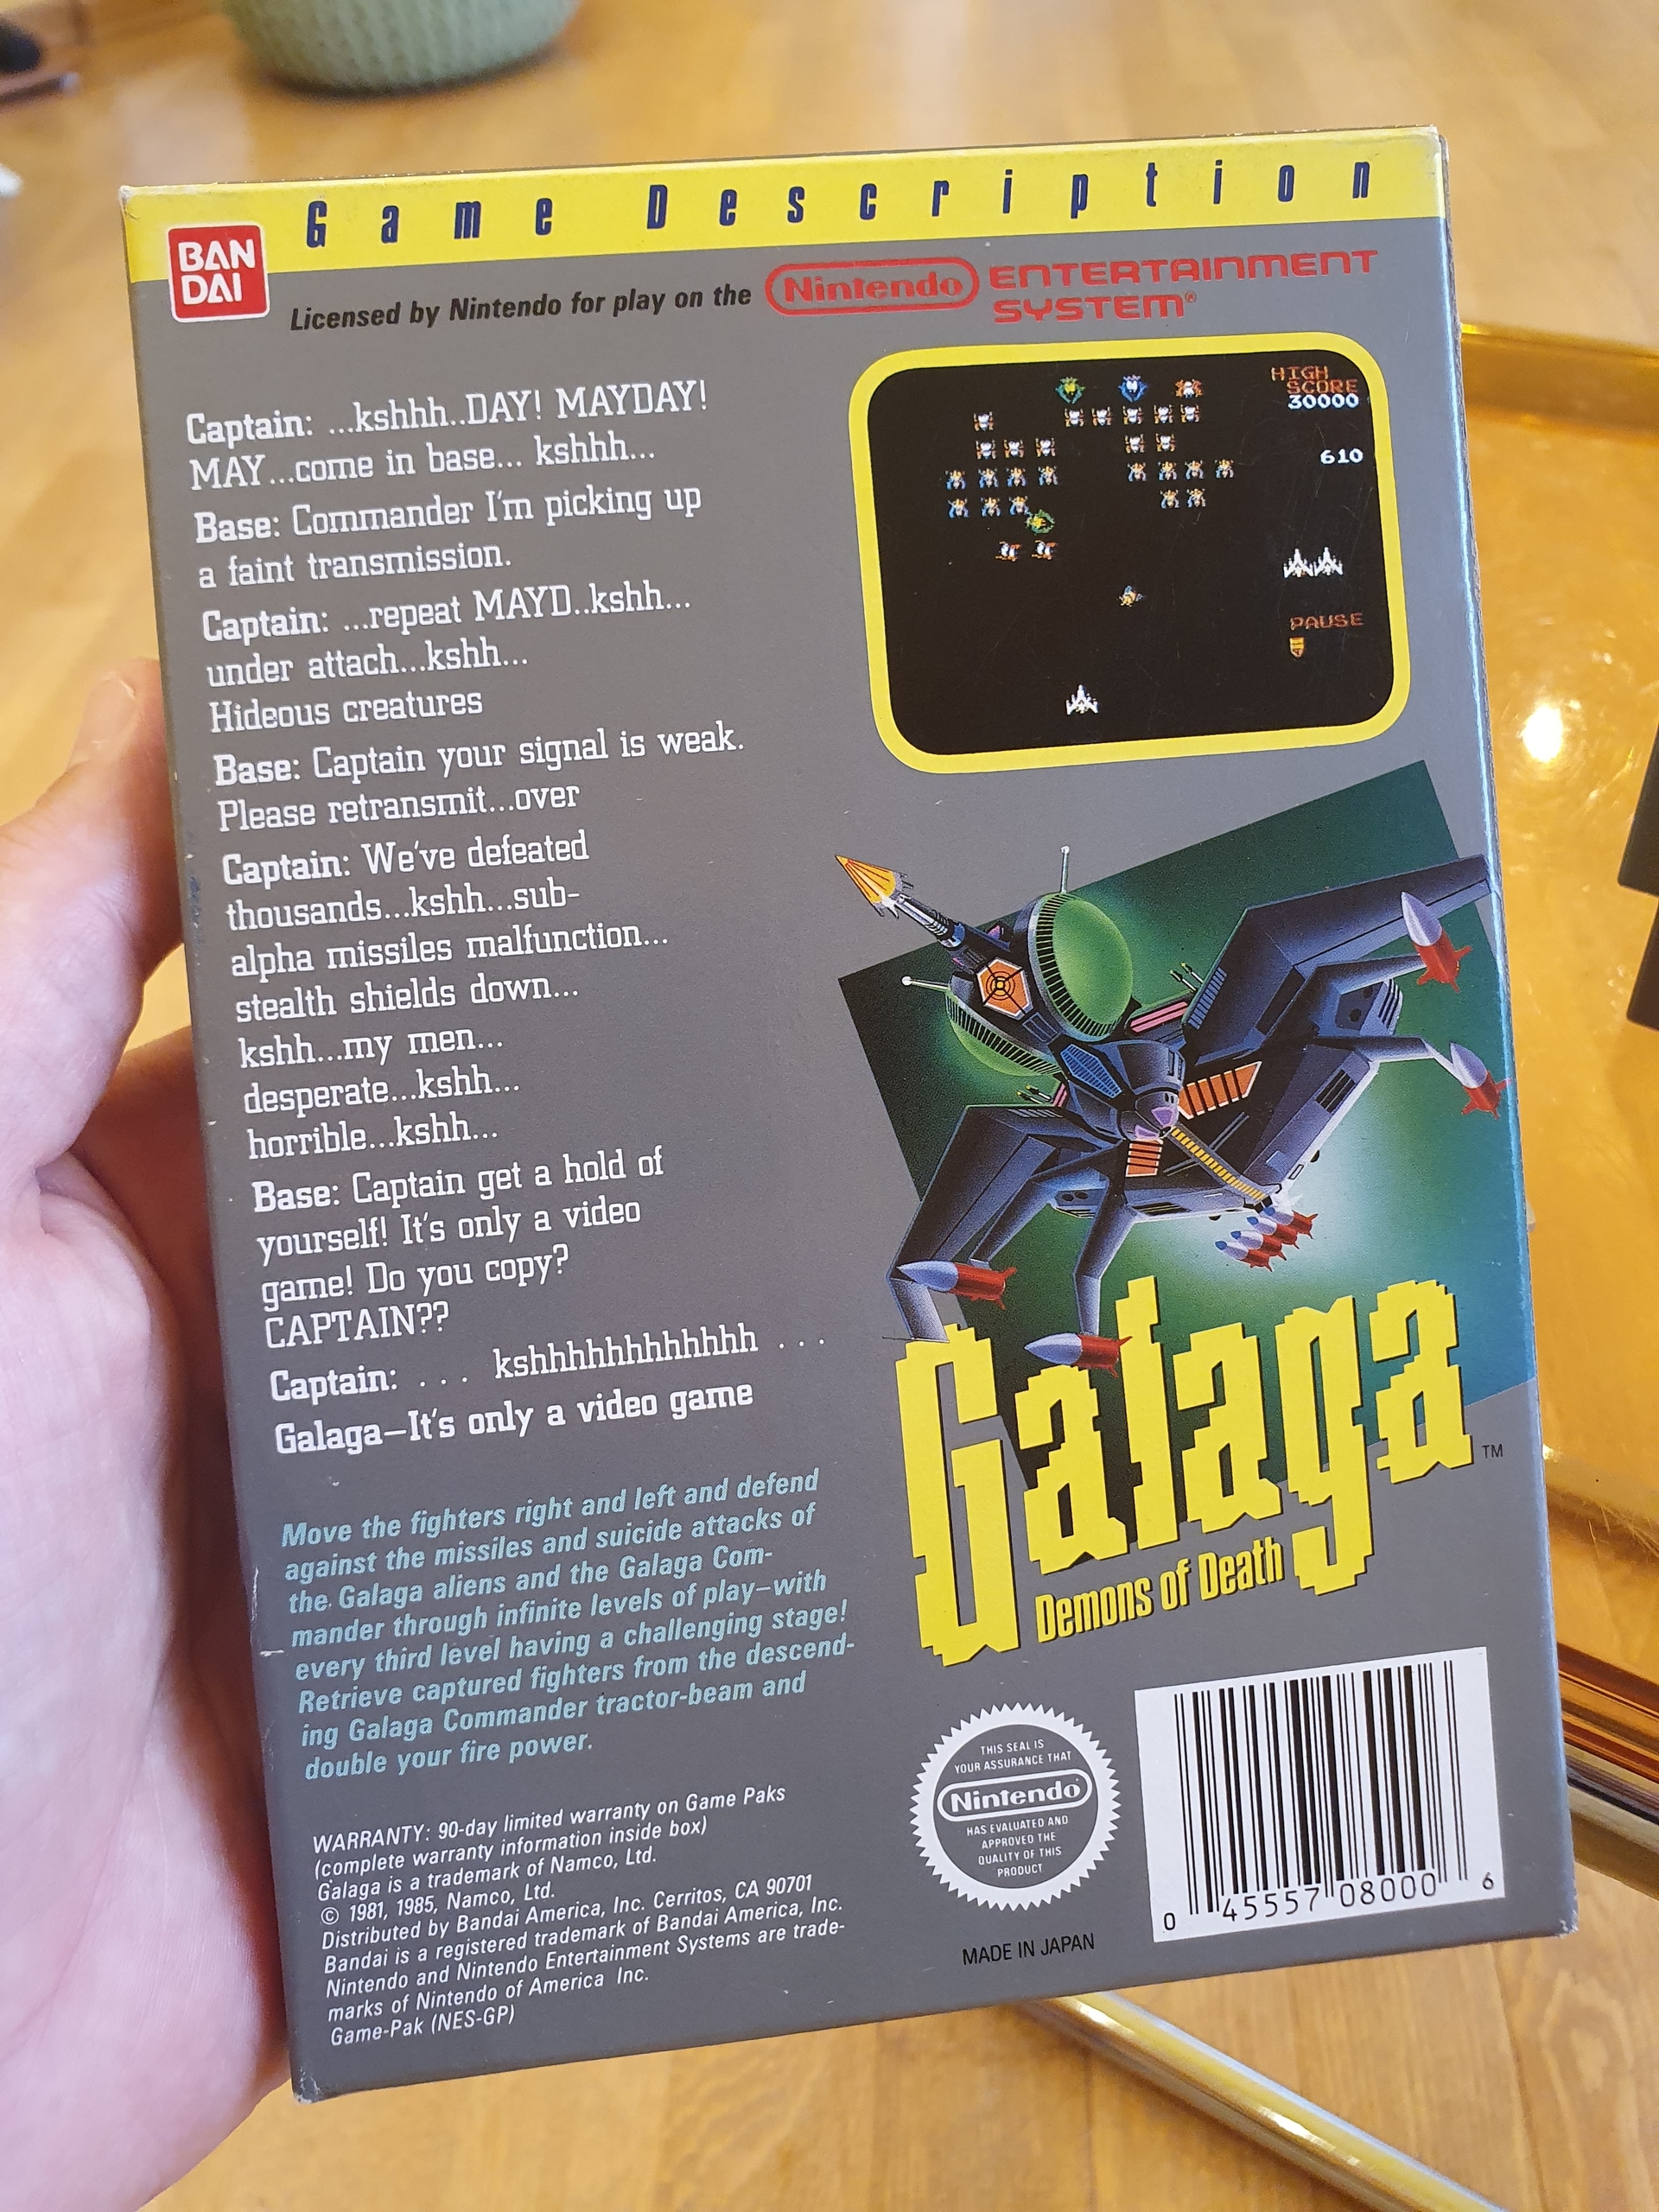 Game Description
BAN
DAI
Licensed by Nintendo for play on the Nintendo ENTERTAINMENT
SYSTEM®
Captain: ...kshhh..DAY! MAYDAY!
MAY...come in base... kshhh...
Base: Commander I'm picking up
a faint transmission.
Captain: ...repeat MAYD..kshh...
under attach...kshh...
Hideous creatures
Base: Captain your signal is weak.
Please retransmit...over
Captain: We've defeated
thousands...kshh...sub-
alpha missiles malfunction...
stealth shields down...
kshh...my men...
desperate...kshh...
horrible...kshh...
Base: Captain get a hold of
yourself! It's only a video
game! Do you copy?
CAPTAIN??
Captain: . . . kshhhhhhhhhhhh . . .
Galaga–It's only a video game
Move the fighters right and left and defend
against the missiles and suicide attacks of
the Galaga aliens and the Galaga Com-
mander through infinite levels of play–with
every third level having a challenging stage!
Retrieve captured fighters from the descend-
ing Galaga Commander tractor-beam and
double your fire power.
WARRANTY: 90-day limited warranty on Game Paks
(complete warranty information inside box)
Galaga is a trademark of Namco, Ltd.
© 1981, 1985, Namco, Ltd.
Distributed by Bandai America, Inc. Cerritos, CA 90701
Bandai is a registered trademark of Bandai America, Inc.
Nintendo and Nintendo Entertainment Systems are trade-
marks of Nintendo of America Inc.
Game-Pak (NES-GP)
HIGH
SCORE
30000
610
PAUSE
Galaga™
Demons of Death
THIS SEAL IS
YOUR ASSURANCE THAT
Nintendo
HAS EVALUATED AND
APPROVED THE
QUALITY OF THIS
PRODUCT
MADE IN JAPAN
0 45557 08000 6